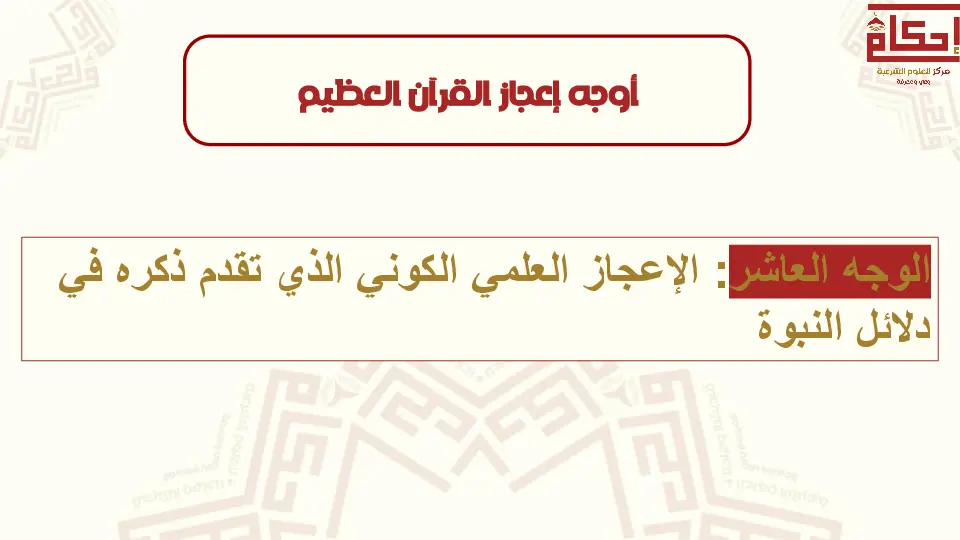 إحكام
مركز للعلوم الشرعية
وعي ومعرفة
أوجه إعجاز القرآن العظيم
الوجه العاشر: الإعجاز العلمي الكوني الذي تقدم ذكره في
دلائل النبوة